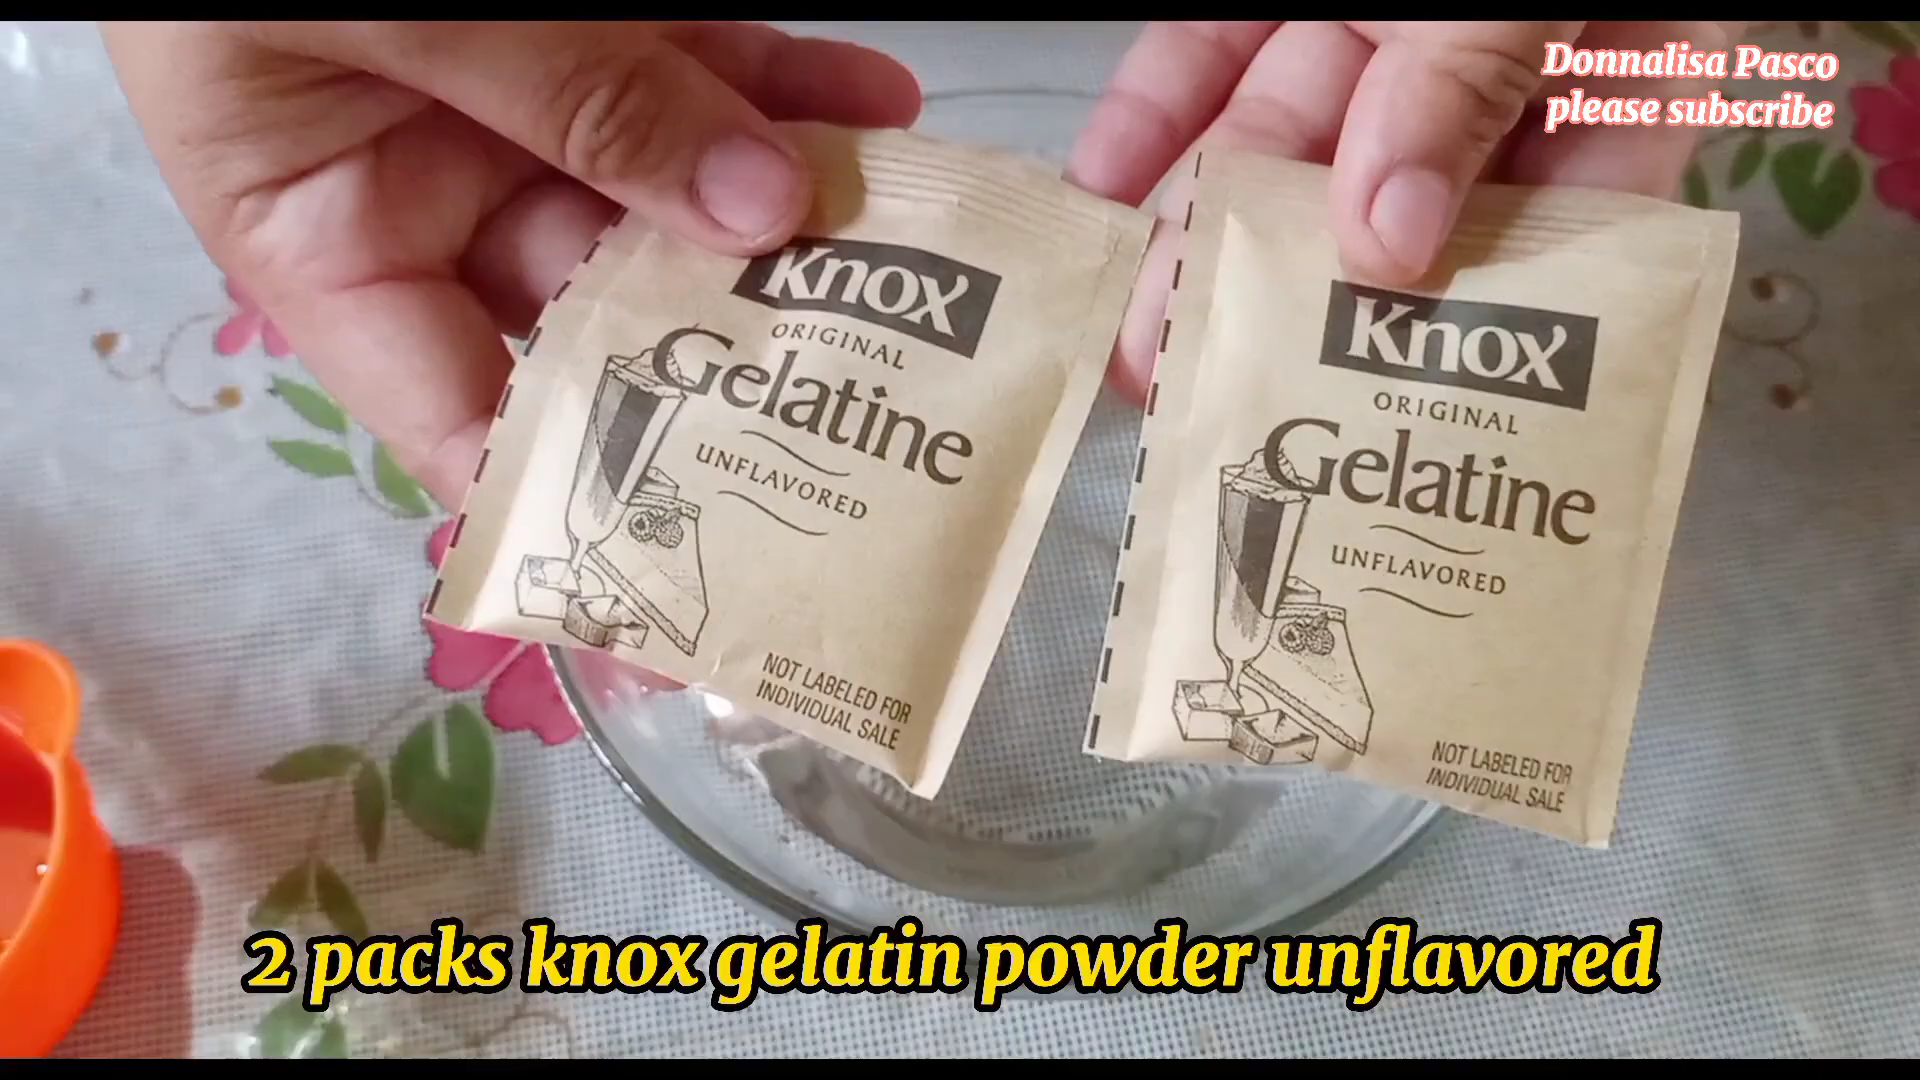 Donnalisa Pasco
please subscribe
Knox
ORIGINAL
Gelatine
UNFLAVORED
NOT LABELED FOR
INDIVIDUAL SALE
Knox
ORIGINAL
Gelatine
UNFLAVORED
NOT LABELED FOR
INDIVIDUAL SALE
2 packs knox gelatin powder unflavored